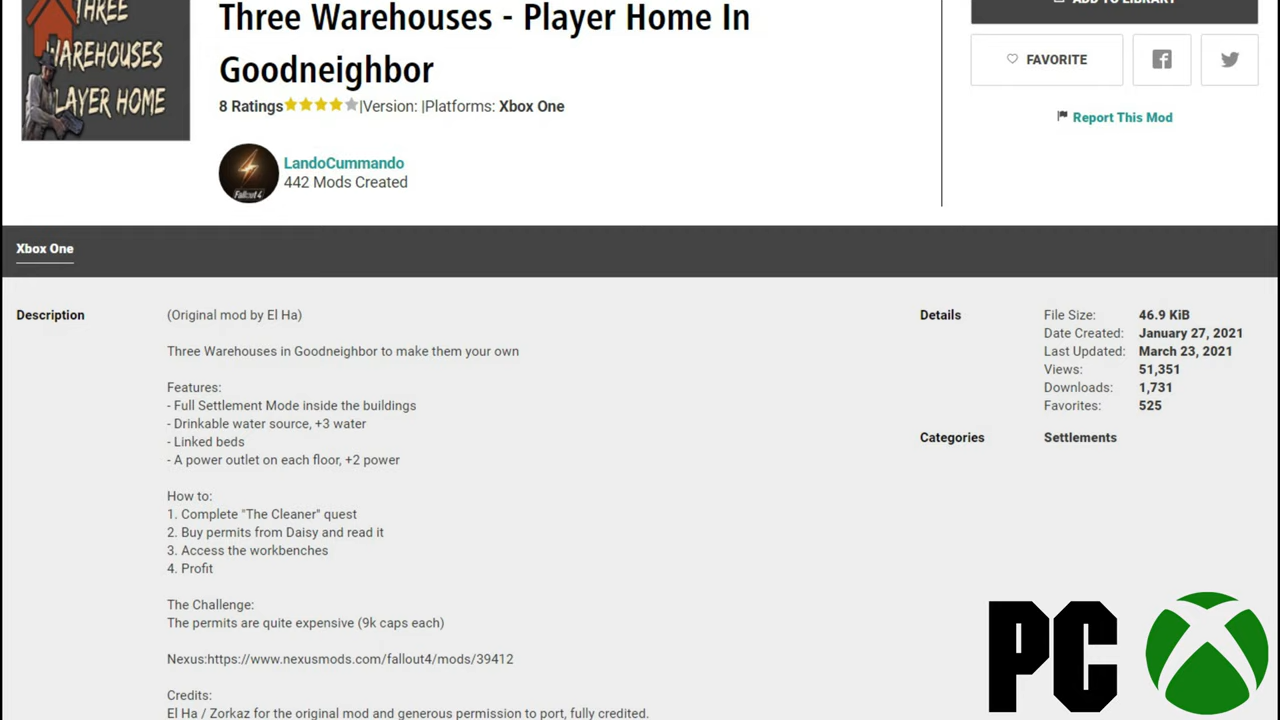 THREE
WAREHOUSES
PLAYER HOME
Fallout 4
Three Warehouses - Player Home In
Goodneighbor
8 Ratings |Version: |Platforms: Xbox One
LandoCummando
442 Mods Created
ADD TO LIBRARY
FAVORITE
Report This Mod
Xbox One
Description
(Original mod by El Ha)
Three Warehouses in Goodneighbor to make them your own
Features:
- Full Settlement Mode inside the buildings
- Drinkable water source, +3 water
- Linked beds
- A power outlet on each floor, +2 power
How to:
1. Complete "The Cleaner" quest
2. Buy permits from Daisy and read it
3. Access the workbenches
4. Profit
The Challenge:
The permits are quite expensive (9k caps each)
Nexus:https://www.nexusmods.com/fallout4/mods/39412
Credits:
El Ha / Zorkaz for the original mod and generous permission to port, fully credited.
Details
File Size: 46.9 KiB
Date Created: January 27, 2021
Last Updated: March 23, 2021
Views: 51,351
Downloads: 1,731
Favorites: 525
Categories
Settlements
PC